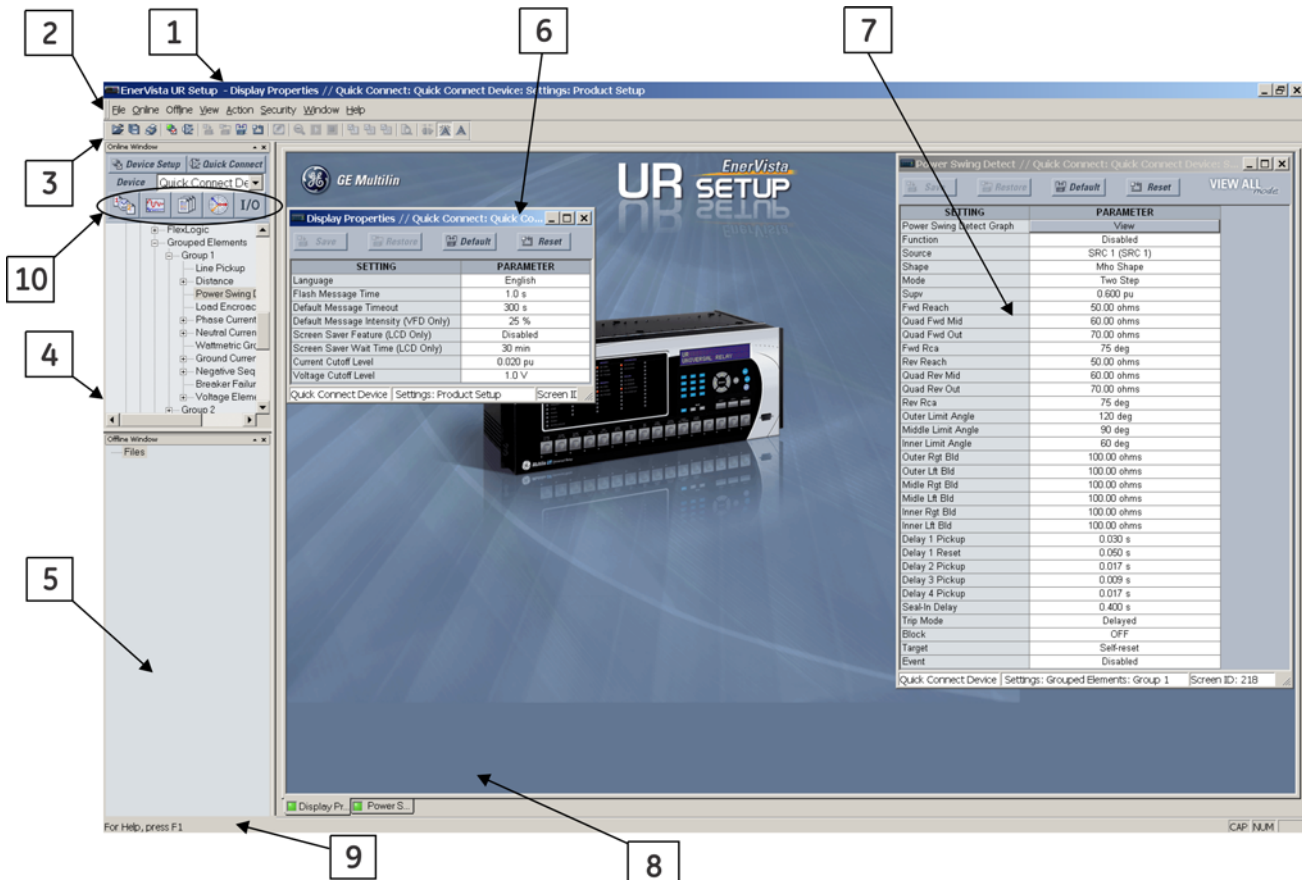 2
1
6
7
EnerVista UR Setup - Display Properties // Quick Connect: Quick Connect Device: Settings: Product Setup
File Online Offline View Action Security Window Help
3
Online Window
Device Setup Quick Connect
Device Quick Connect De
I/O
10
FlexLogic
Grouped Elements
Group 1
Line Pickup
Distance
Power Swing D
Load Encroac
Phase Current
Neutral Curren
Wattmetric Gro
Ground Curren
Negative Seq
Breaker Failur
Voltage Eleme
Group 2
4
Offline Window
Files
5
GE Multilin
EnerVista
UR SETUP
Display Properties // Quick Connect: Quick Co...
Save Restore Default Reset
SETTING PARAMETER
Language English
Flash Message Time 1.0 s
Default Message Timeout 300 s
Default Message Intensity (VFD Only) 25 %
Screen Saver Feature (LCD Only) Disabled
Screen Saver Wait Time (LCD Only) 30 min
Current Cutoff Level 0.020 pu
Voltage Cutoff Level 1.0 V
Quick Connect Device Settings: Product Setup Screen ID
UR
UNIVERSAL RELAY
Power Swing Detect // Quick Connect: Quick Connect Device: S...
Save Restore Default Reset VIEW ALL mode
SETTING PARAMETER
Power Swing Detect Graph View
Function Disabled
Source SRC 1 (SRC 1)
Shape Mho Shape
Mode Two Step
Supv 0.600 pu
Fwd Reach 50.00 ohms
Quad Fwd Mid 60.00 ohms
Quad Fwd Out 70.00 ohms
Fwd Rca 75 deg
Rev Reach 50.00 ohms
Quad Rev Mid 60.00 ohms
Quad Rev Out 70.00 ohms
Rev Rca 75 deg
Outer Limit Angle 120 deg
Middle Limit Angle 90 deg
Inner Limit Angle 60 deg
Outer Rgt Bld 100.00 ohms
Outer Lft Bld 100.00 ohms
Midle Rgt Bld 100.00 ohms
Midle Lft Bld 100.00 ohms
Inner Rgt Bld 100.00 ohms
Inner Lft Bld 100.00 ohms
Delay 1 Pickup 0.030 s
Delay 1 Reset 0.050 s
Delay 2 Pickup 0.017 s
Delay 3 Pickup 0.009 s
Delay 4 Pickup 0.017 s
Seal-In Delay 0.400 s
Trip Mode Delayed
Block OFF
Target Self-reset
Event Disabled
Quick Connect Device Settings: Grouped Elements: Group 1 Screen ID: 218
Display Pr... Power S...
For Help, press F1
CAP NUM
9
8